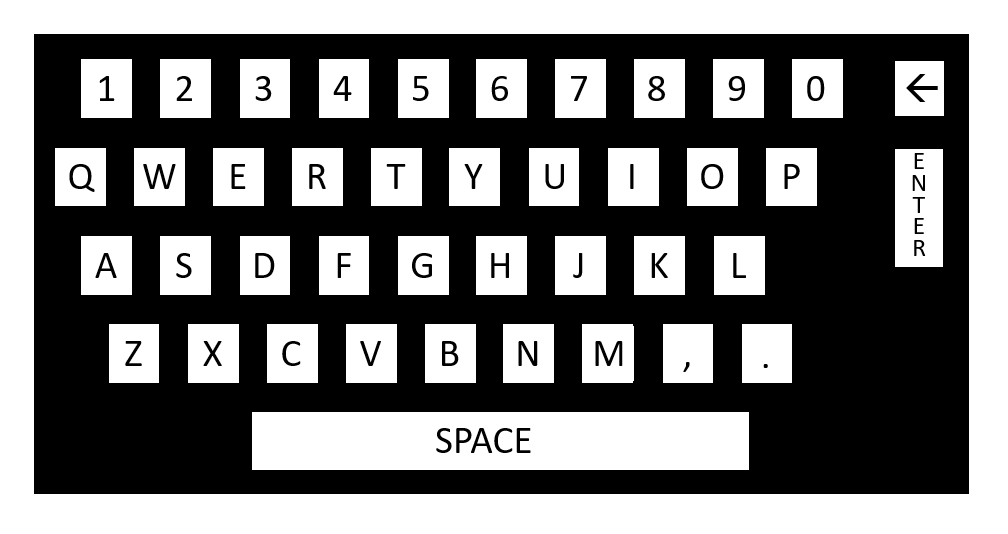 1 2 3 4 5 6 7 8 9 0 ←
Q W E R T Y U I O P
ENTER
A S D F G H J K L
Z X C V B N M , .
SPACE